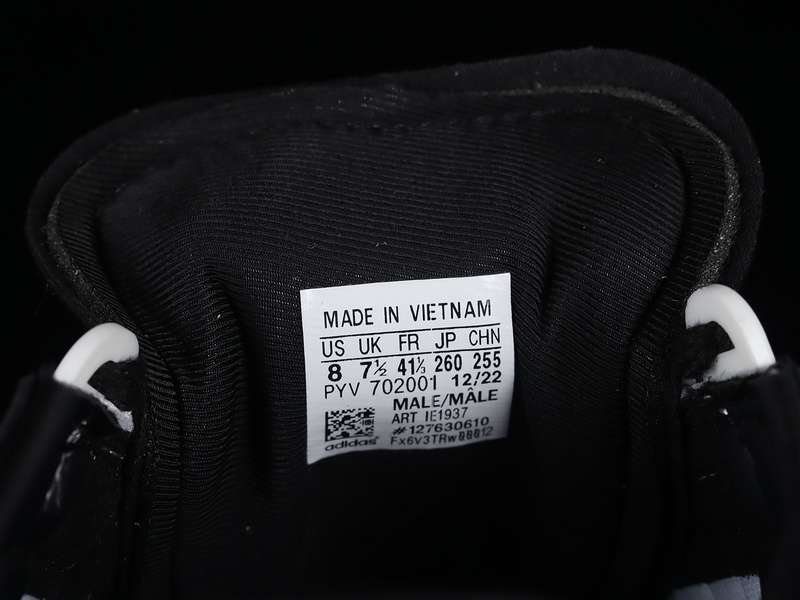 MADE IN VIETNAM
US UK FR JP CHN
8 7½ 41⅓ 260 255
PYV 702001 12/22
MALE/MÂLE
ART IE1937
#127630610
adidas